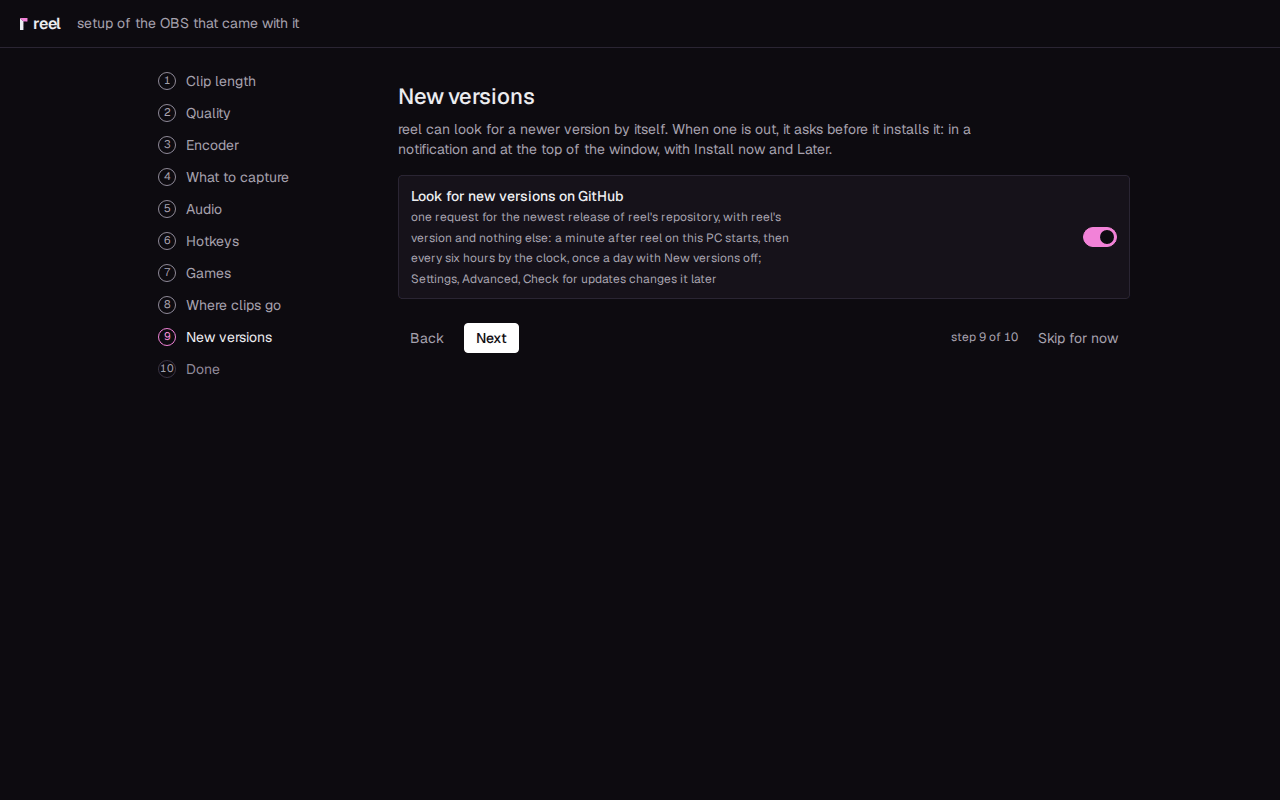 reel setup of the OBS that came with it
1 Clip length
2 Quality
3 Encoder
4 What to capture
5 Audio
6 Hotkeys
7 Games
8 Where clips go
9 New versions
10 Done
New versions
reel can look for a newer version by itself. When one is out, it asks before it installs it: in a
notification and at the top of the window, with Install now and Later.
Look for new versions on GitHub
one request for the newest release of reel's repository, with reel's
version and nothing else: a minute after reel on this PC starts, then
every six hours by the clock, once a day with New versions off;
Settings, Advanced, Check for updates changes it later
Back Next step 9 of 10 Skip for now